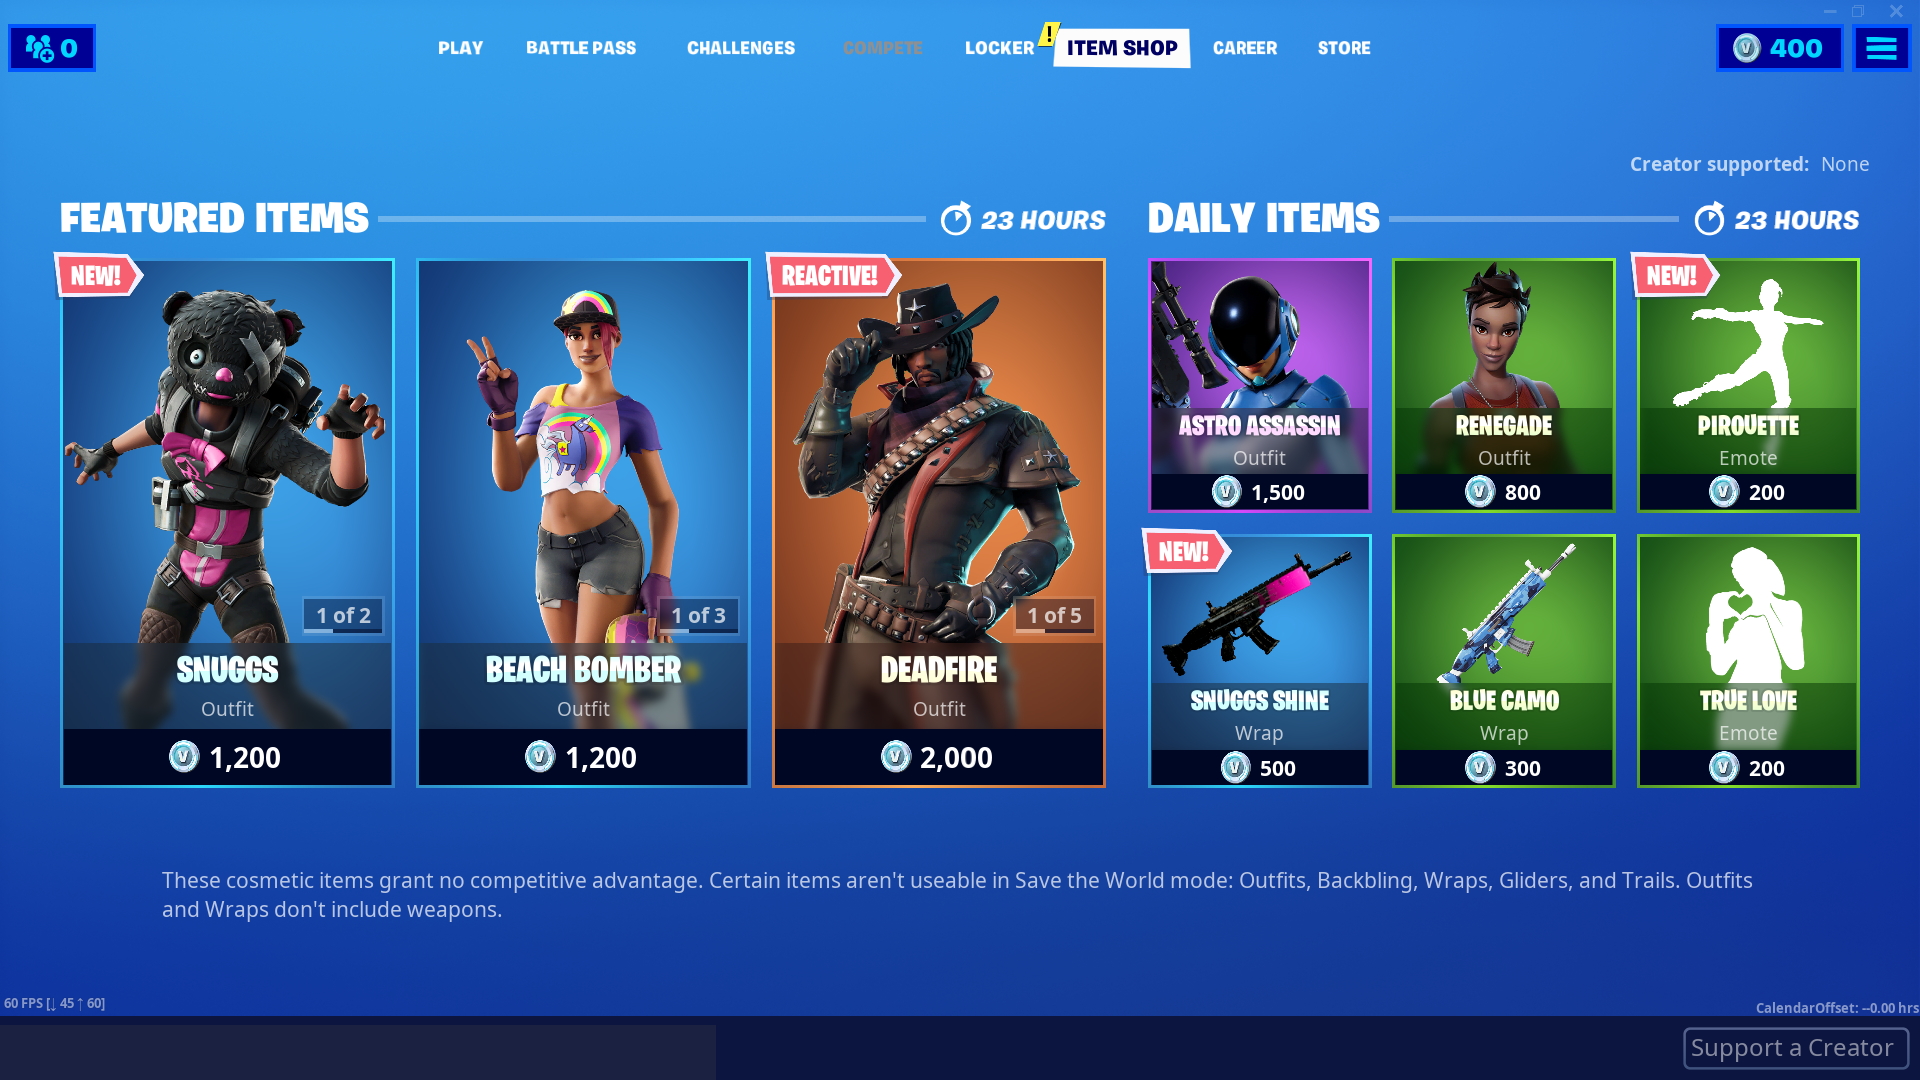 0
PLAY
BATTLE PASS
CHALLENGES
COMPETE
LOCKER
!
ITEM SHOP
CAREER
STORE
V 400
Creator supported: None
FEATURED ITEMS
23 HOURS
DAILY ITEMS
23 HOURS
NEW!
1 of 2
SNUGGS
Outfit
V 1,200
1 of 3
BEACH BOMBER
Outfit
V 1,200
REACTIVE!
1 of 5
DEADFIRE
Outfit
V 2,000
ASTRO ASSASSIN
Outfit
V 1,500
RENEGADE
Outfit
V 800
NEW!
PIROUETTE
Emote
V 200
NEW!
SNUGGS SHINE
Wrap
V 500
BLUE CAMO
Wrap
V 300
TRUE LOVE
Emote
V 200
These cosmetic items grant no competitive advantage. Certain items aren't useable in Save the World mode: Outfits, Backbling, Wraps, Gliders, and Trails. Outfits
and Wraps don't include weapons.
60 FPS [↓ 45 ↑ 60]
CalendarOffset: --0.00 hrs
Support a Creator